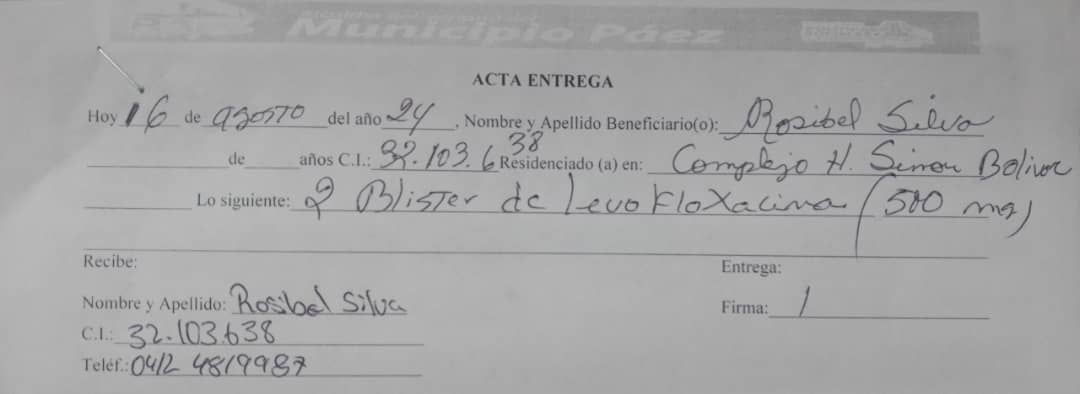 Municipio Páez
ACTA ENTREGA
Hoy 16 de agosto del año 24, Nombre y Apellido Beneficiario(o): Rosibel Silva
de años C.I.: 32.103.638 Residenciado (a) en: Complejo H. Simon Bolivar
Lo siguiente: 2 Blister de levofloxacina (500 mg)
Recibe:
Entrega:
Nombre y Apellido: Rosibel Silva
Firma:
C.I.: 32.103.638
Teléf.: 0412 4819987